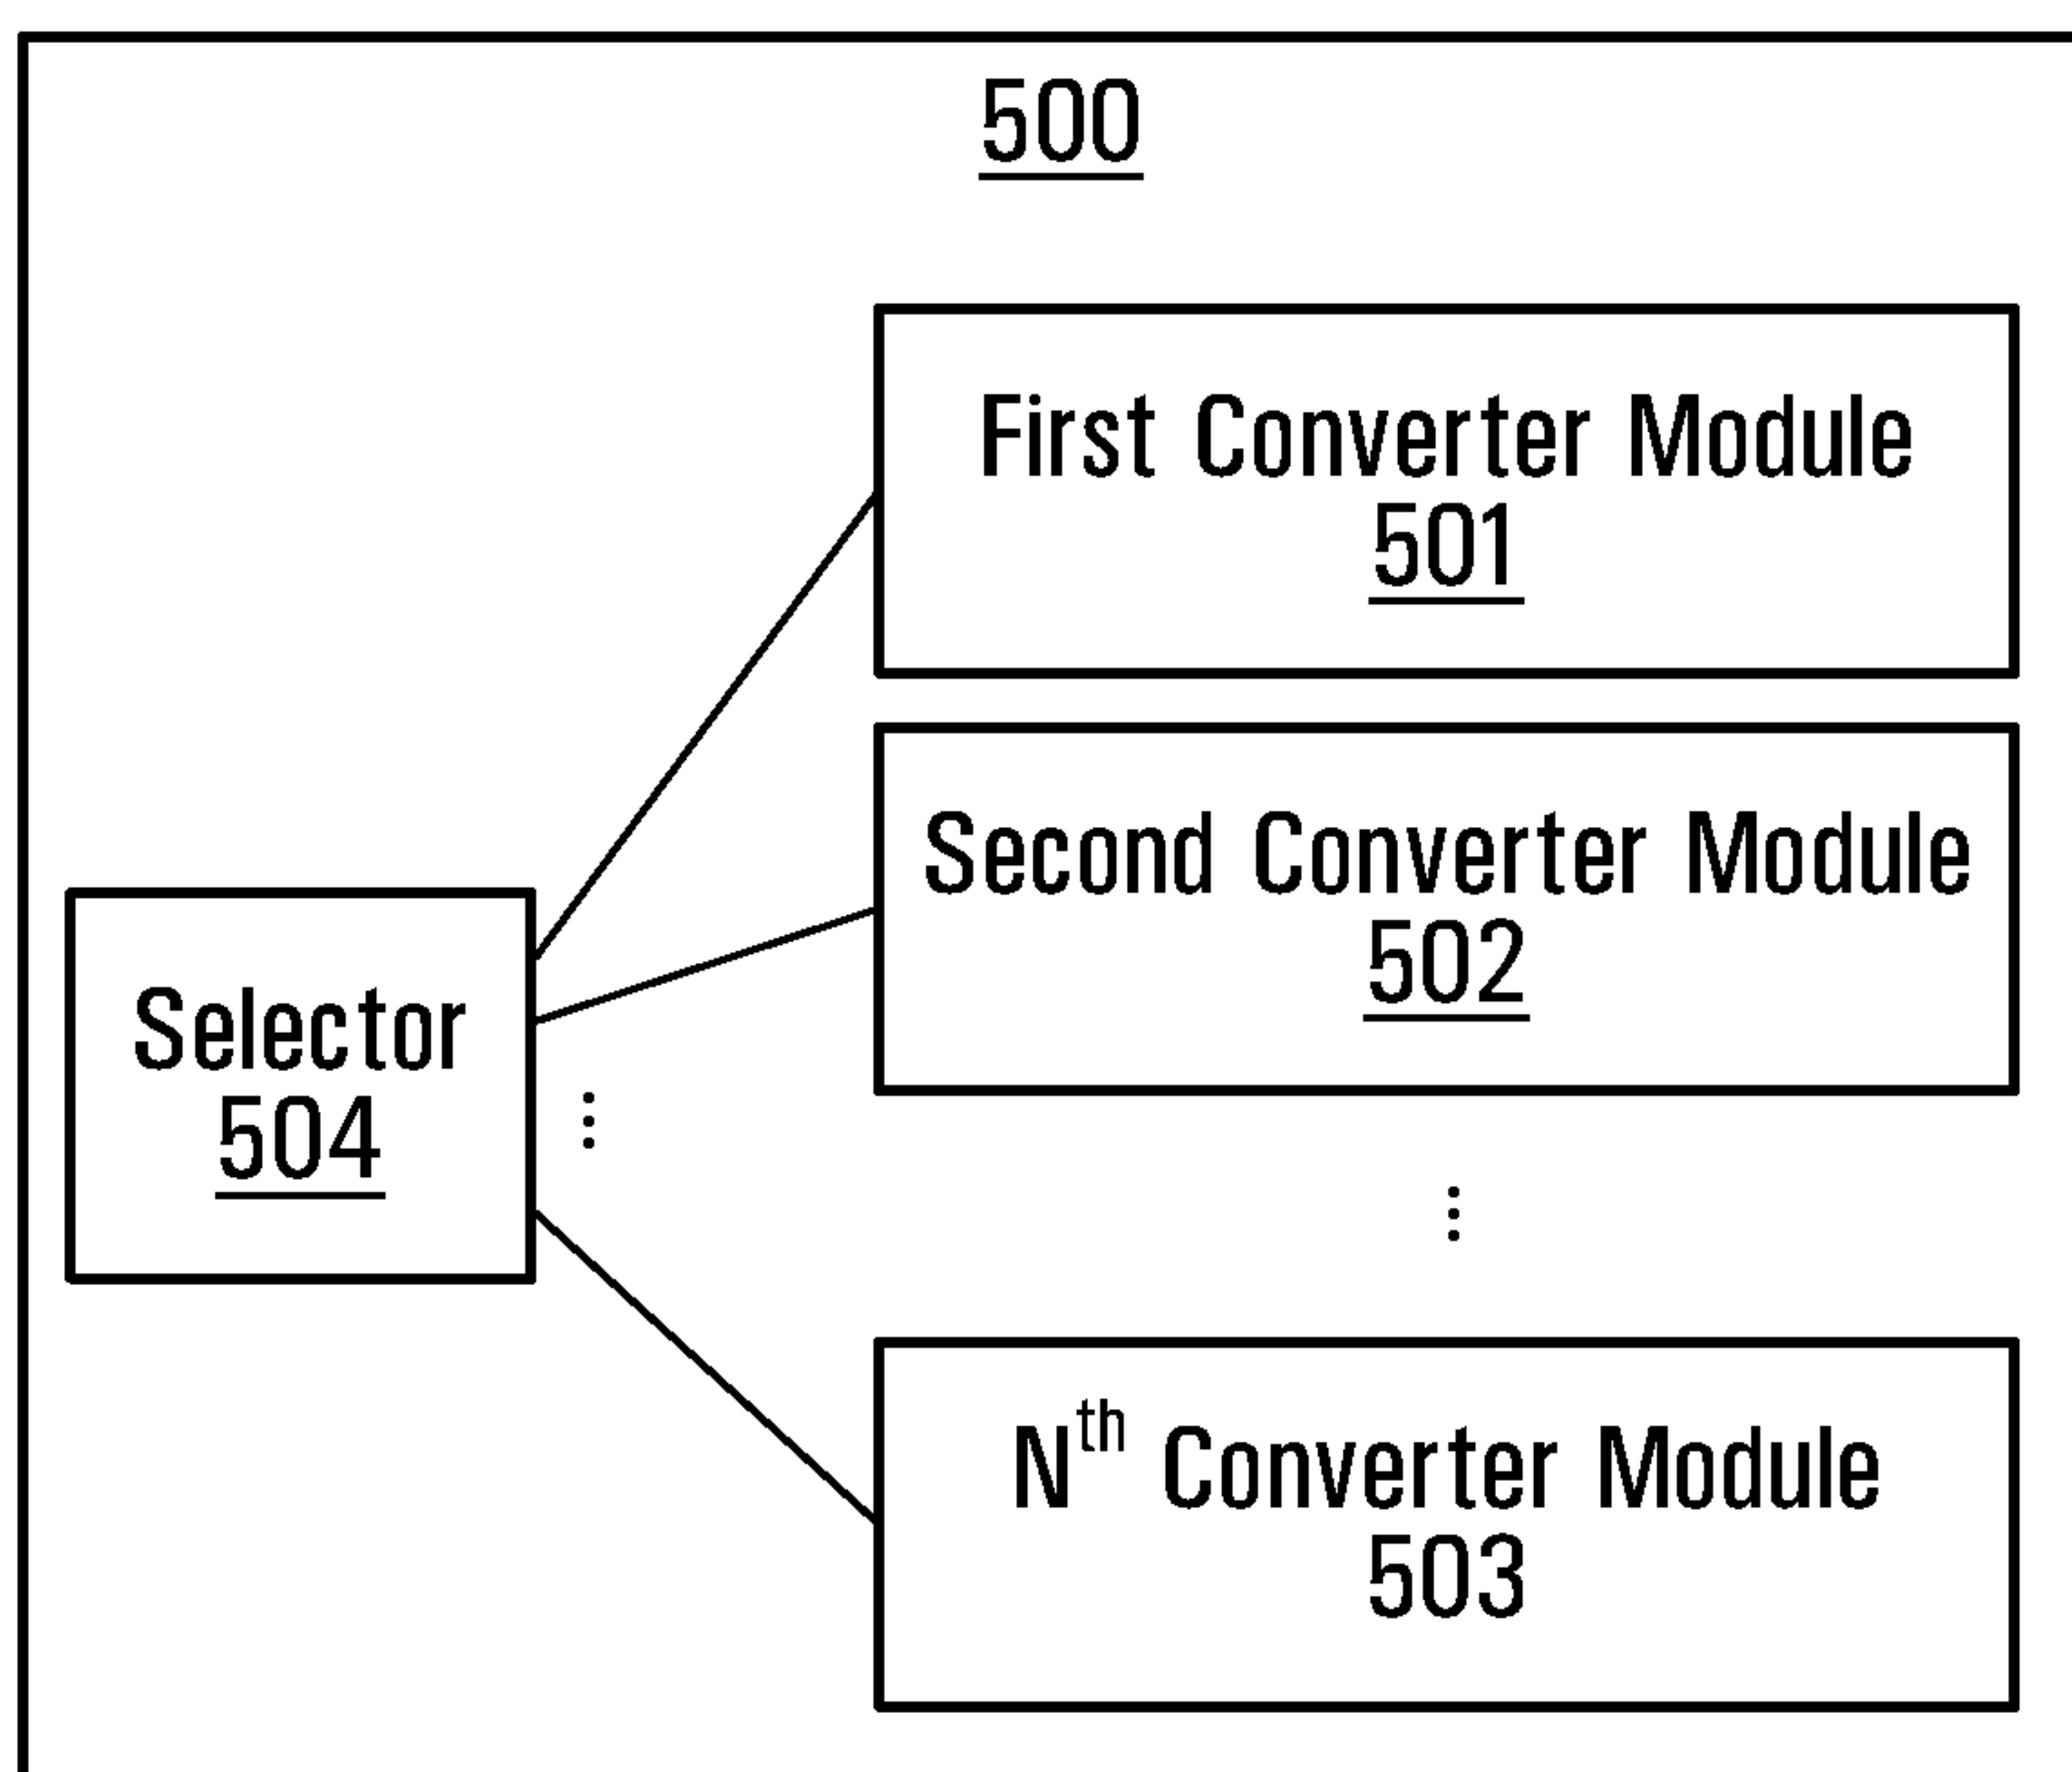 500
First Converter Module
501
Second Converter Module
502
Selector
504
Nth Converter Module
503